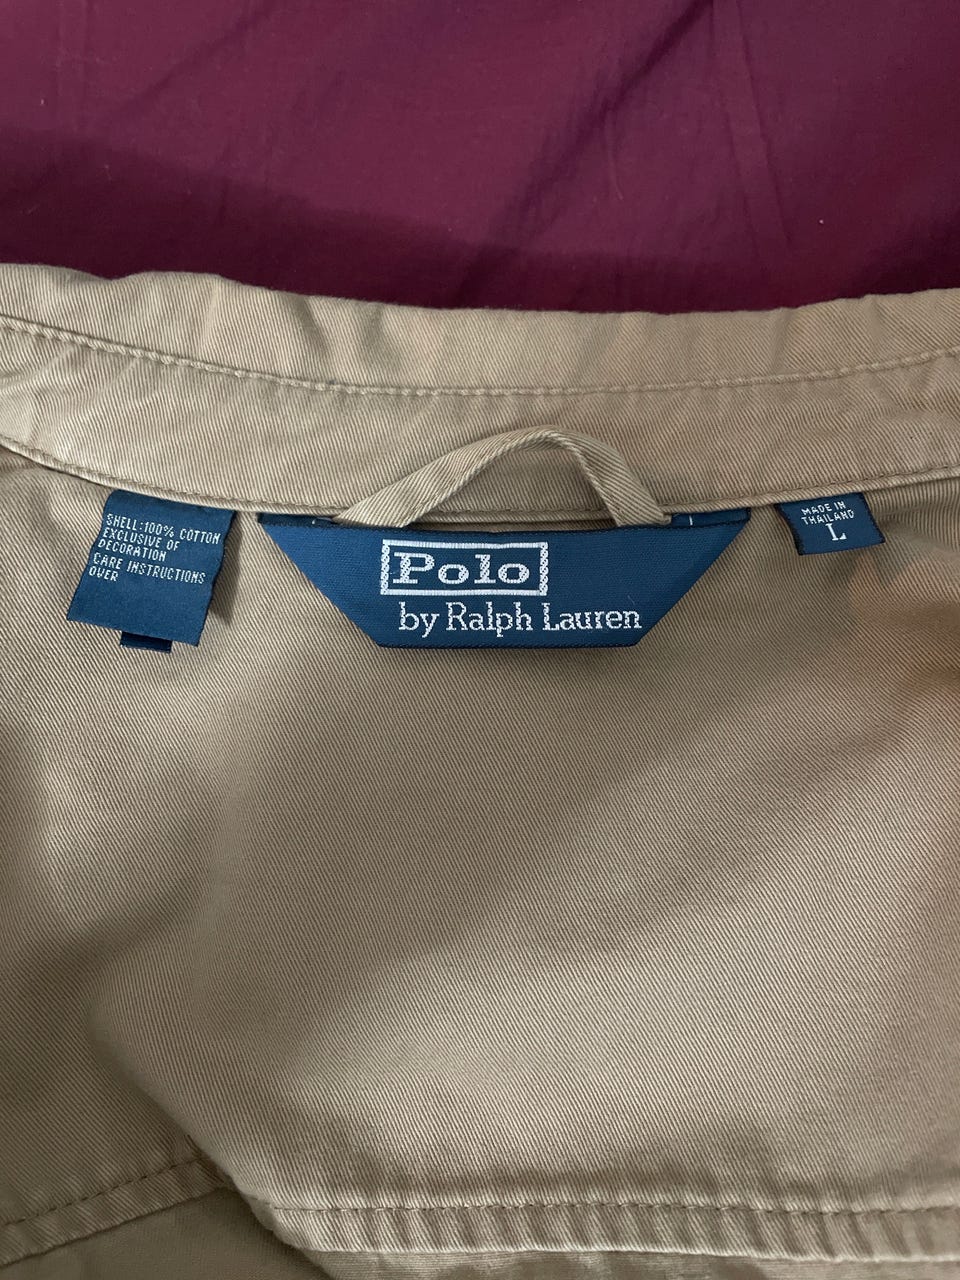 SHELL:100% COTTON
EXCLUSIVE OF
DECORATION
CARE INSTRUCTIONS
OVER
Polo
by Ralph Lauren
MADE IN
THAILAND
L